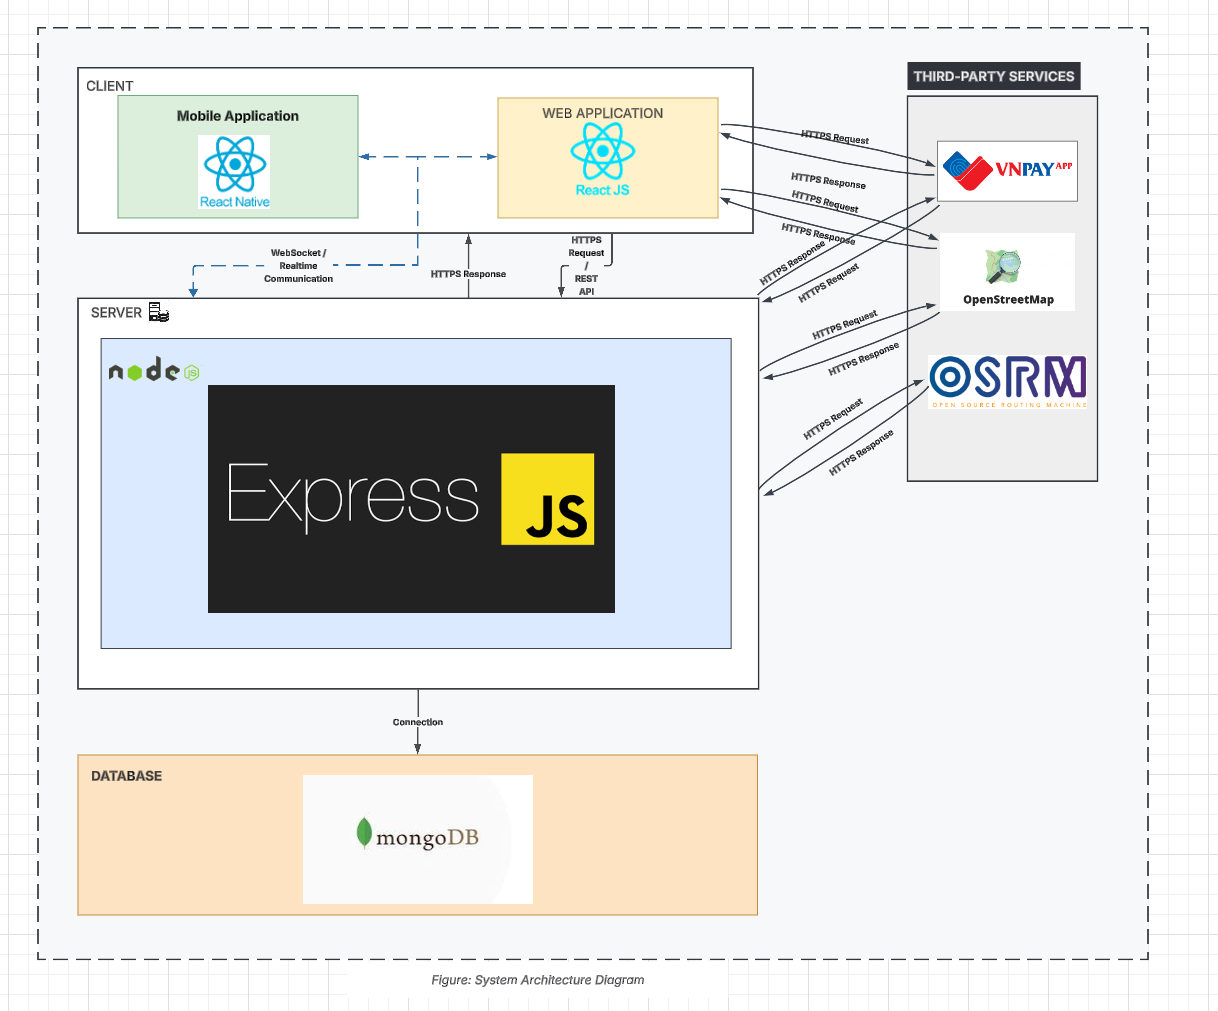 CLIENT
Mobile Application
React Native
WEB APPLICATION
React JS
THIRD-PARTY SERVICES
HTTPS Request
VNPAY APP
HTTPS Response
HTTPS Request
HTTPS Response
OpenStreetMap
WebSocket /
Realtime
Communication
HTTPS Response
HTTPS
Request
/
REST
API
HTTPS Response
HTTPS Request
SERVER
HTTPS Request
HTTPS Response
OSRM
OPEN SOURCE ROUTING MACHINE
HTTPS Request
HTTPS Response
node
JS
Express
JS
Connection
DATABASE
mongoDB
Figure: System Architecture Diagram